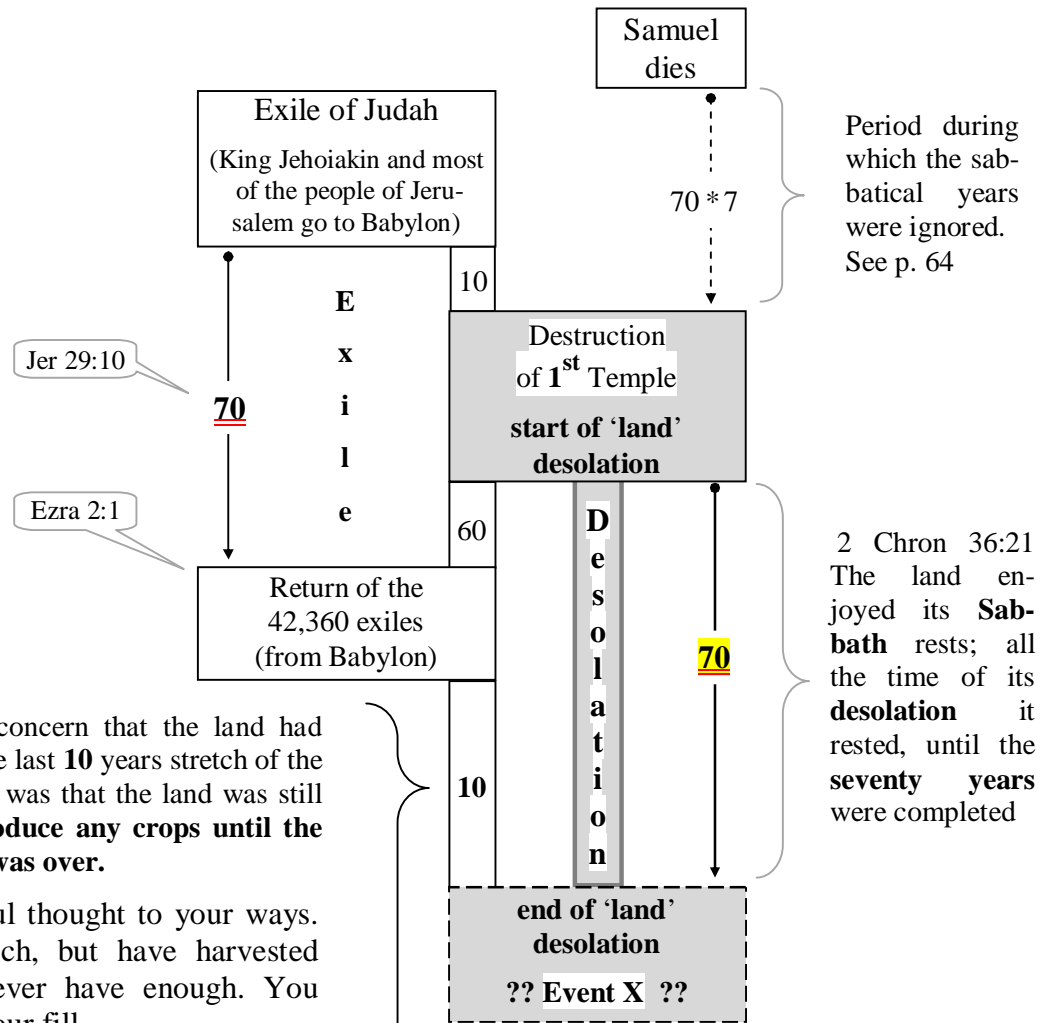 Samuel
dies
Exile of Judah
(King Jehoiakin and most
of the people of Jeru-
salem go to Babylon)
Period during
which the sab-
batical years
were ignored.
See p. 64
70 * 7
10
E
x
i
l
e
Jer 29:10
70
Destruction
of 1st Temple
start of ‘land’
desolation
Ezra 2:1
60
D
e
s
o
l
a
t
i
o
n
Return of the
42,360 exiles
(from Babylon)
70
2 Chron 36:21
The land en-
joyed its Sab-
bath rests; all
the time of its
desolation it
rested, until the
seventy years
were completed
concern that the land had
last 10 years stretch of the
was that the land was still
any crops until the
was over.
10
thought to your ways.
but have harvested
have enough. You
end of ‘land’
desolation
?? Event X ??